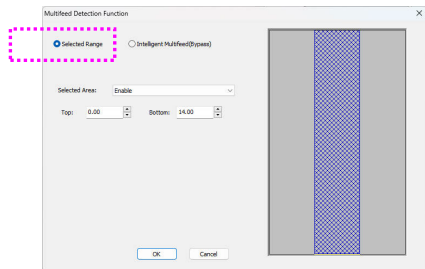 Multifeed Detection Function
Selected Range Intelligent Multifeed(Bypass)
Selected Area: Enable
Top: 0.00 Bottom: 14.00
OK Cancel